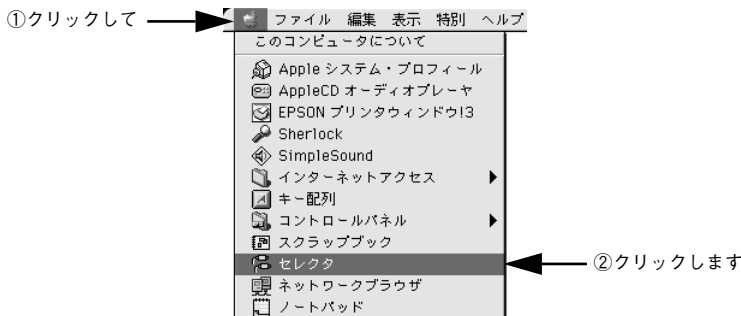 ①クリックして
ファイル 編集 表示 特別 ヘルプ
このコンピュータについて
Apple システム・プロフィール
AppleCD オーディオプレーヤ
EPSON プリンタウィンドウ!3
Sherlock
SimpleSound
インターネットアクセス
キー配列
コントロールパネル
スクラップブック
セレクタ
②クリックします
ネットワークブラウザ
ノートパッド